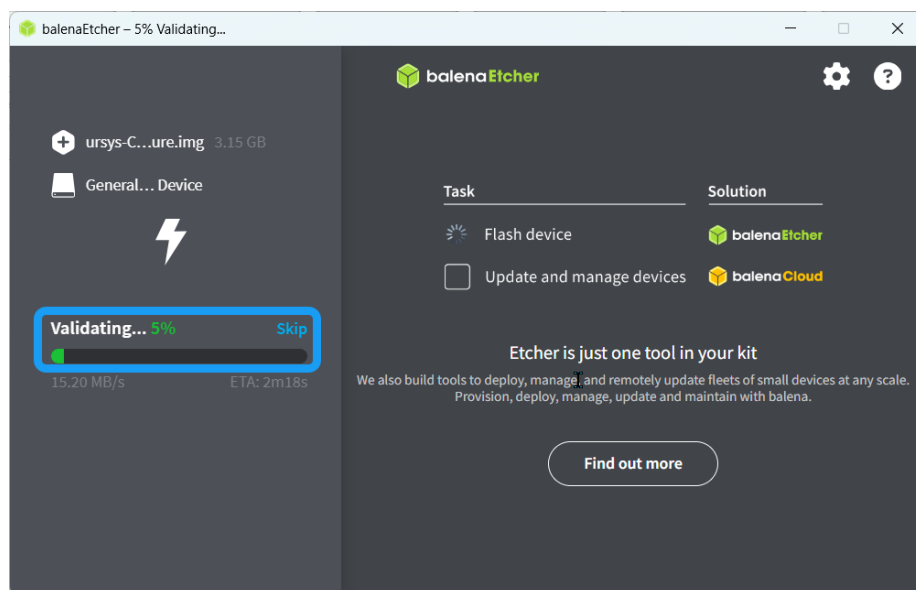 balenaEtcher – 5% Validating...
balenaEtcher
?
ursys-C...ure.img 3.15 GB
General... Device
Task Solution
Flash device balenaEtcher
Update and manage devices balenaCloud
Validating... 5% Skip
15.20 MB/s ETA: 2m18s
Etcher is just one tool in your kit
We also build tools to deploy, manage, and remotely update fleets of small devices at any scale.
Provision, deploy, manage, update and maintain with balena.
Find out more